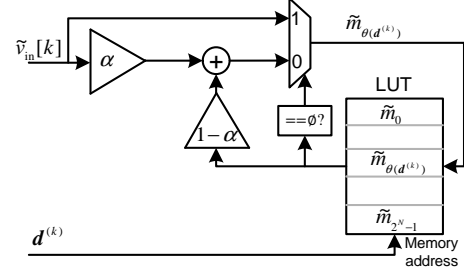 1
ṽ_in[k]
α
+
0
m̃_θ(d^(k))
LUT
==∅?
m̃_0
1−α
m̃_θ(d^(k))
m̃_2^N−1
d^(k)
Memory
address